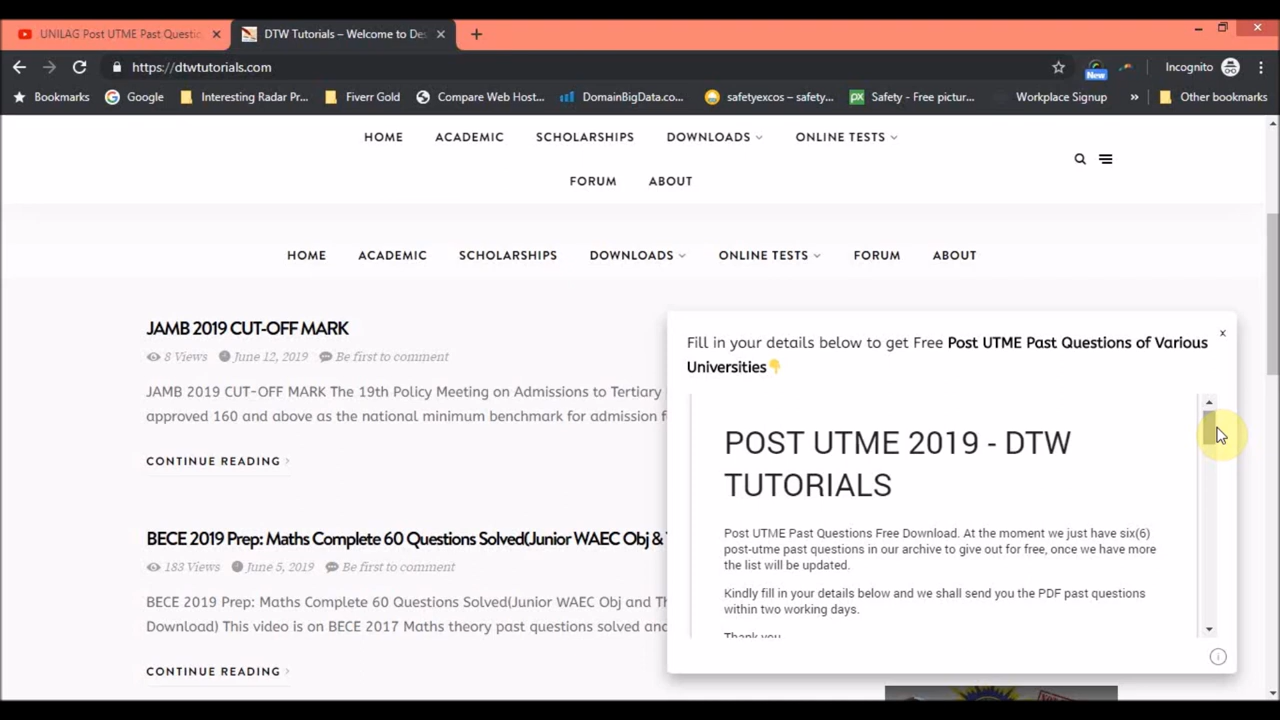 UNILAG Post UTME Past Questi
DTW Tutorials – Welcome to De
https://dtwtutorials.com
New
Incognito
Bookmarks
Google
Interesting Radar Pr...
Fiverr Gold
Compare Web Host...
DomainBigData.co...
safetyexcos – safety...
Safety - Free pictur...
Workplace Signup
»
Other bookmarks
HOME ACADEMIC SCHOLARSHIPS DOWNLOADS ONLINE TESTS
FORUM ABOUT
HOME ACADEMIC SCHOLARSHIPS DOWNLOADS ONLINE TESTS FORUM ABOUT
JAMB 2019 CUT-OFF MARK
8 Views June 12, 2019 Be first to comment
JAMB 2019 CUT-OFF MARK The 19th Policy Meeting on Admissions to Tertiary
approved 160 and above as the national minimum benchmark for admission
CONTINUE READING
BECE 2019 Prep: Maths Complete 60 Questions Solved(Junior WAEC Obj &
183 Views June 5, 2019 Be first to comment
BECE 2019 Prep: Maths Complete 60 Questions Solved(Junior WAEC Obj and
Download) This video is on BECE 2017 Maths theory past questions solved
CONTINUE READING
x
Fill in your details below to get Free Post UTME Past Questions of Various
Universities👇
POST UTME 2019 - DTW
TUTORIALS
Post UTME Past Questions Free Download. At the moment we just have six(6)
post-utme past questions in our archive to give out for free, once we have more
the list will be updated.
Kindly fill in your details below and we shall send you the PDF past questions
within two working days.
Thank you